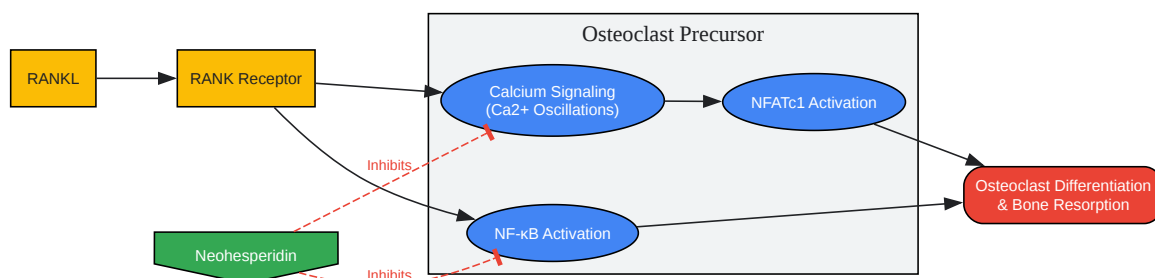 Osteoclast Precursor
RANKL
RANK Receptor
Calcium Signaling
(Ca2+ Oscillations)
NFATc1 Activation
Inhibits
Osteoclast Differentiation
& Bone Resorption
NF-κB Activation
Neohesperidin
Inhibits